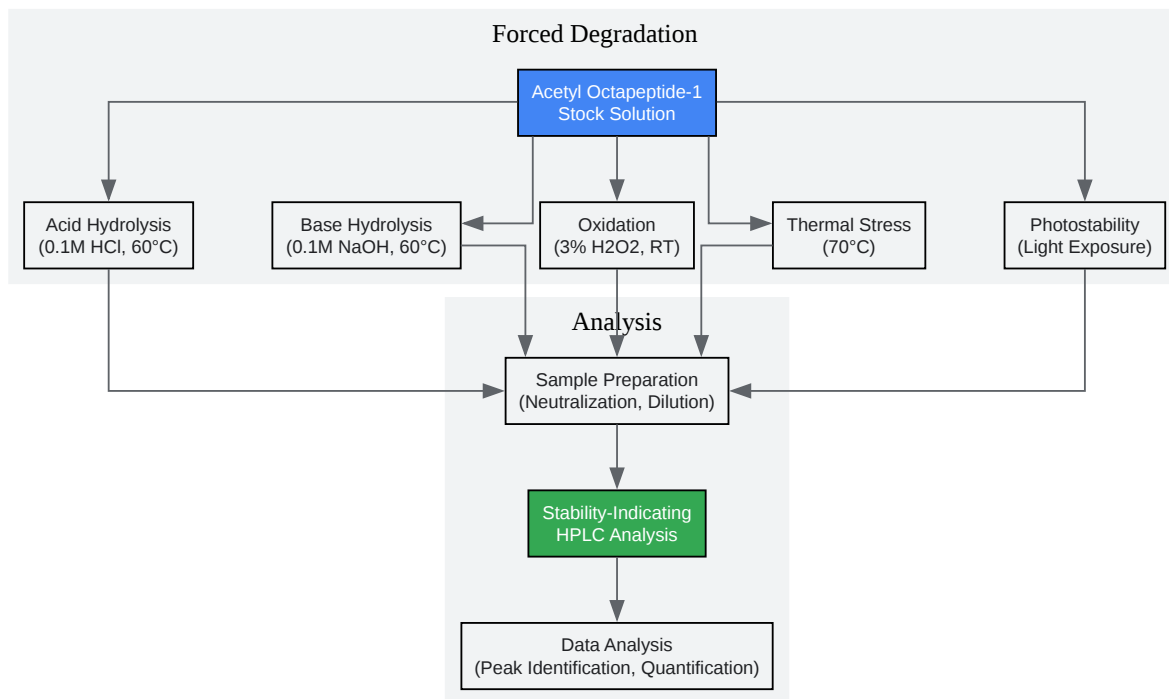 Forced Degradation
Acetyl Octapeptide-1
Stock Solution
Acid Hydrolysis
(0.1M HCl, 60°C)
Base Hydrolysis
(0.1M NaOH, 60°C)
Oxidation
(3% H2O2, RT)
Thermal Stress
(70°C)
Photostability
(Light Exposure)
Analysis
Sample Preparation
(Neutralization, Dilution)
Stability-Indicating
HPLC Analysis
Data Analysis
(Peak Identification, Quantification)